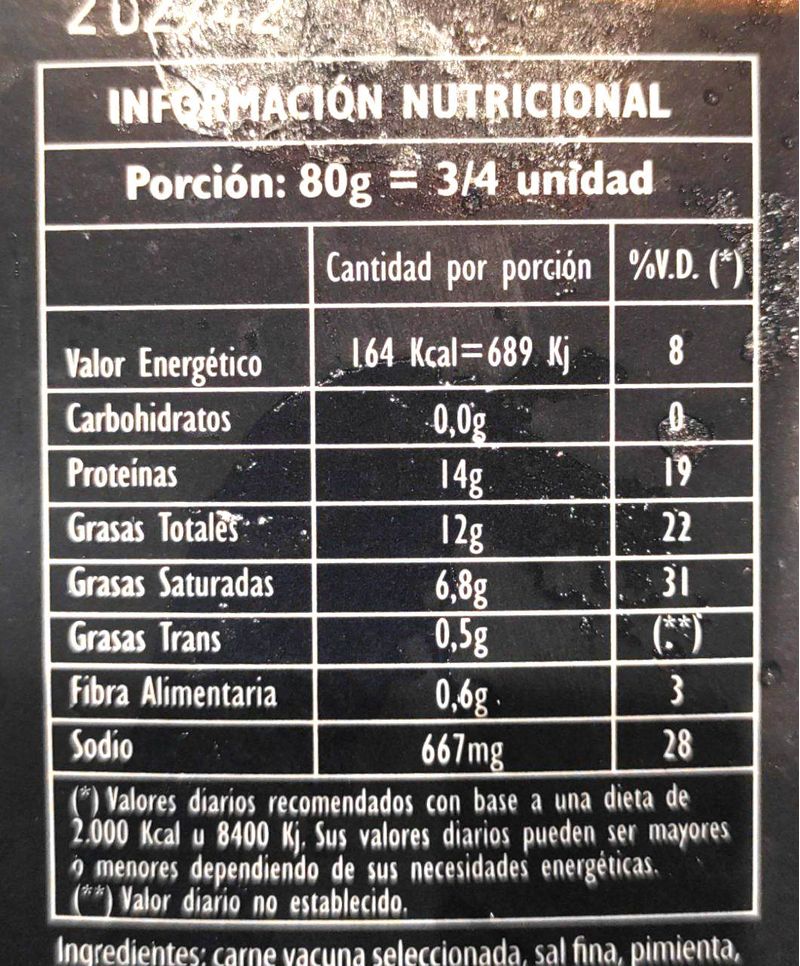 INFORMACIÓN NUTRICIONAL
Porción: 80g = 3/4 unidad
Cantidad por porción %V.D. (*)
Valor Energético 164 Kcal=689 Kj 8
Carbohidratos 0,0g 0
Proteínas 14g 19
Grasas Totales 12g 22
Grasas Saturadas 6,8g 31
Grasas Trans 0,5g (**)
Fibra Alimentaria 0,6g 3
Sodio 667mg 28
(*) Valores diarios recomendados con base a una dieta de
2.000 Kcal u 8400 Kj. Sus valores diarios pueden ser mayores
o menores dependiendo de sus necesidades energéticas.
(**) Valor diario no establecido.
Ingredientes: carne vacuna seleccionada, sal fina, pimienta,